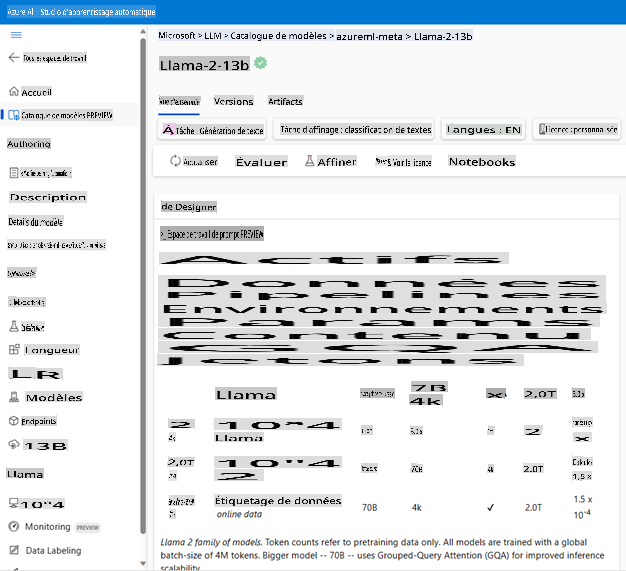 Azure AI | Studio d'apprentissage automatique
Microsoft > LLM > Catalogue de modèles > azureml-meta > Llama-2-13b
Tous les espaces de travail
Llama-2-13b
Accueil
Catalogue de modèles PREVIEW
Versions
Artifacts
Authoring
Tâche : Génération de texte
Tâche d'affinage : classification de textes
Langues : EN
Licence : personnalisée
Actualiser
Évaluer
Affiner
& Voir la licence
Notebooks
Description
Détails du modèle
de Designer
>_ Espace de travail de prompt PREVIEW
Actifs
Données
Pipelines
Environnements
Params
Contenu
GQA
Jetons
Longueur
LR
Modèles
Endpoints
13B
Llama
10^4
Monitoring PREVIEW
Data Labeling
Llama
7B
4k
x
2,0T
2
4k
10^4
Llama
2
x
2,0T
10^-4
2
70B
2.0T
1,5 x
Étiquetage de données
online data
70B
4k
✓
2.0T
1.5 x
10-4
Llama 2 family of models. Token counts refer to pretraining data only. All models are trained with a global
batch-size of 4M tokens. Bigger model -- 70B -- uses Grouped-Query Attention (GQA) for improved inference
scalability.